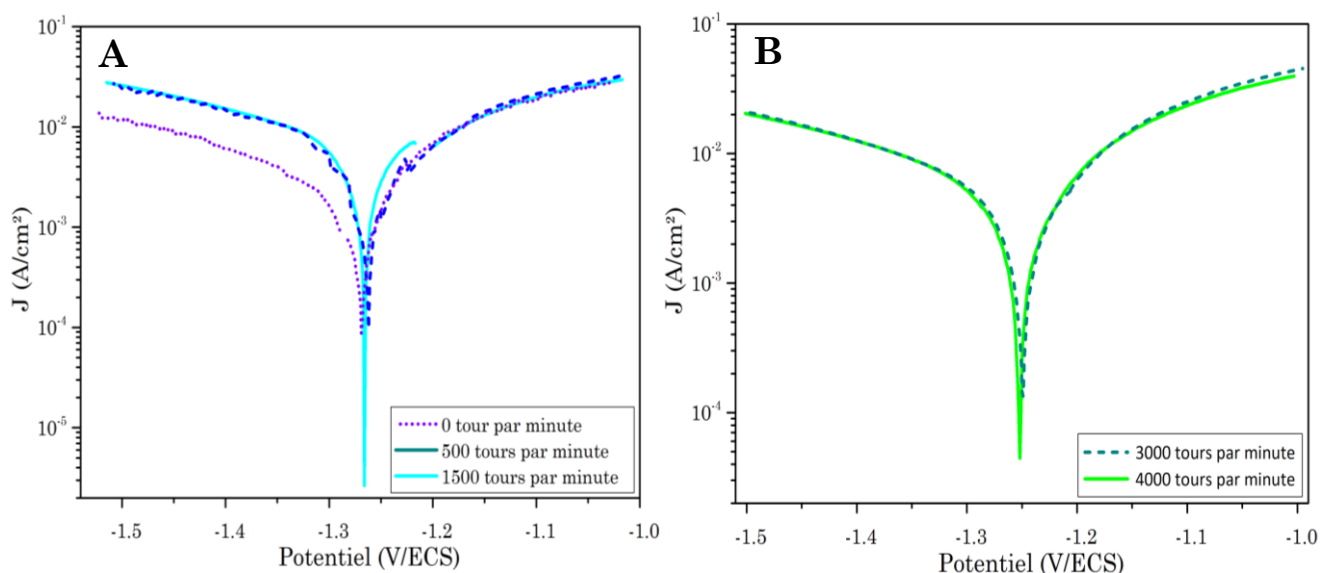 A
10⁻¹
10⁻²
10⁻³
10⁻⁴
10⁻⁵
J (A/cm²)
0 tour par minute
500 tours par minute
1500 tours par minute
-1.5 -1.4 -1.3 -1.2 -1.1 -1.0
Potentiel (V/ECS)
B
10⁻¹
10⁻²
10⁻³
10⁻⁴
J (A/cm²)
3000 tours par minute
4000 tours par minute
-1.5 -1.4 -1.3 -1.2 -1.1 -1.0
Potentiel (V/ECS)